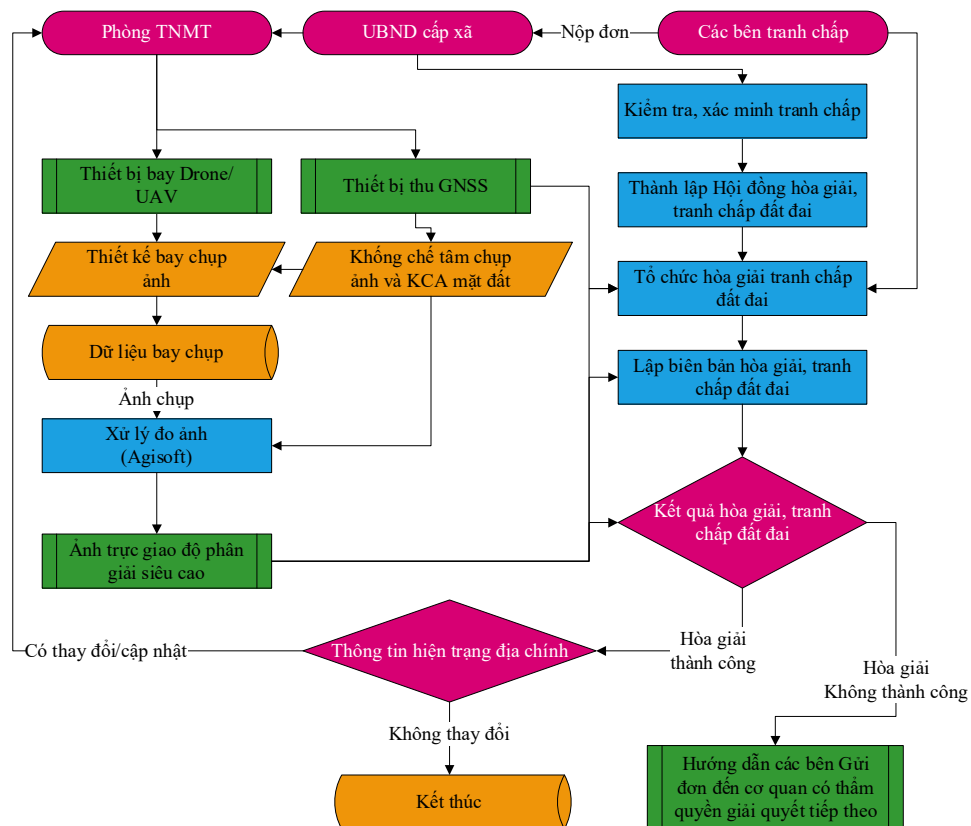 Phòng TNMT
UBND cấp xã
Nộp đơn
Các bên tranh chấp
Kiểm tra, xác minh tranh chấp
Thiết bị bay Drone/
UAV
Thiết bị thu GNSS
Thành lập Hội đồng hòa giải,
tranh chấp đất đai
Thiết kế bay chụp
ảnh
Khống chế tâm chụp
ảnh và KCA mặt đất
Tổ chức hòa giải tranh chấp
đất đai
Dữ liệu bay chụp
Lập biên bản hòa giải, tranh
chấp đất đai
Ảnh chụp
Xử lý đo ảnh
(Agisoft)
Kết quả hòa giải, tranh
chấp đất đai
Ảnh trực giao độ phân
giải siêu cao
Có thay đổi/cập nhật
Thông tin hiện trạng địa chính
Hòa giải
thành công
Hòa giải
Không thành công
Không thay đổi
Kết thúc
Hướng dẫn các bên Gửi
đơn đến cơ quan có thẩm
quyền giải quyết tiếp theo